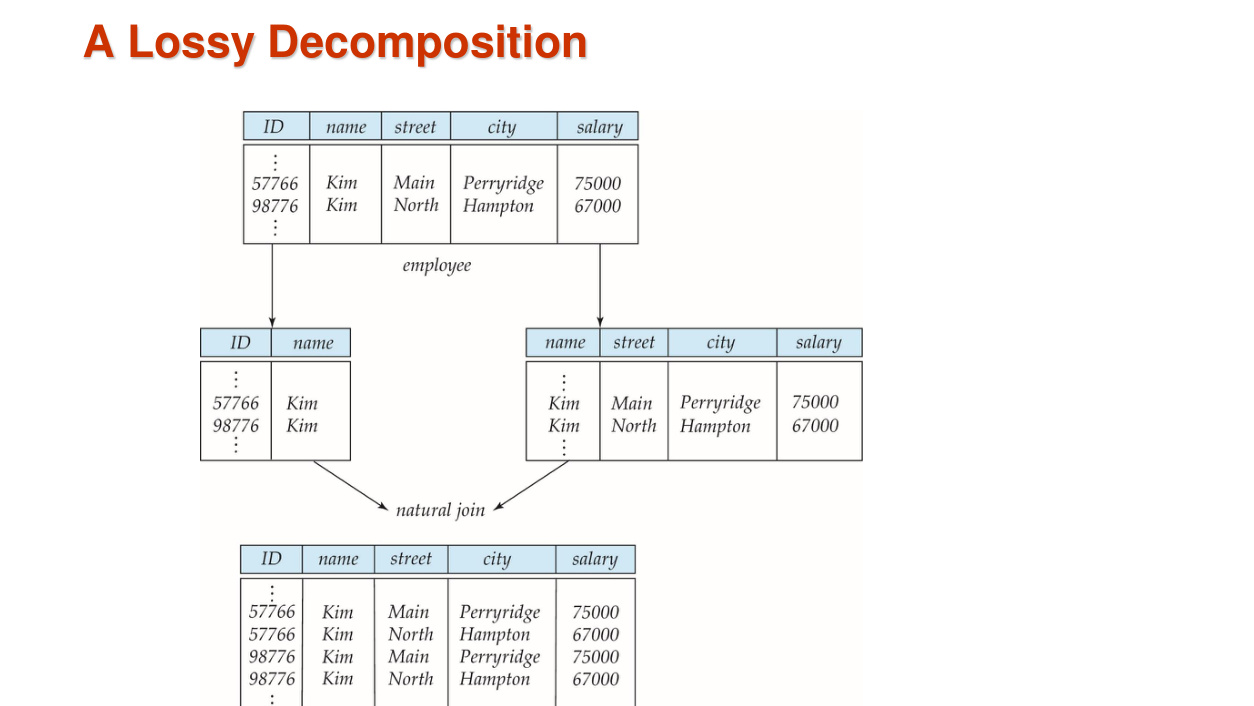 A Lossy Decomposition
ID name street city salary
⋮
57766 Kim Main Perryridge 75000
98776 Kim North Hampton 67000
⋮
employee
ID name
⋮
57766 Kim
98776 Kim
⋮
name street city salary
⋮
Kim Main Perryridge 75000
Kim North Hampton 67000
⋮
natural join
ID name street city salary
⋮
57766 Kim Main Perryridge 75000
57766 Kim North Hampton 67000
98776 Kim Main Perryridge 75000
98776 Kim North Hampton 67000
⋮